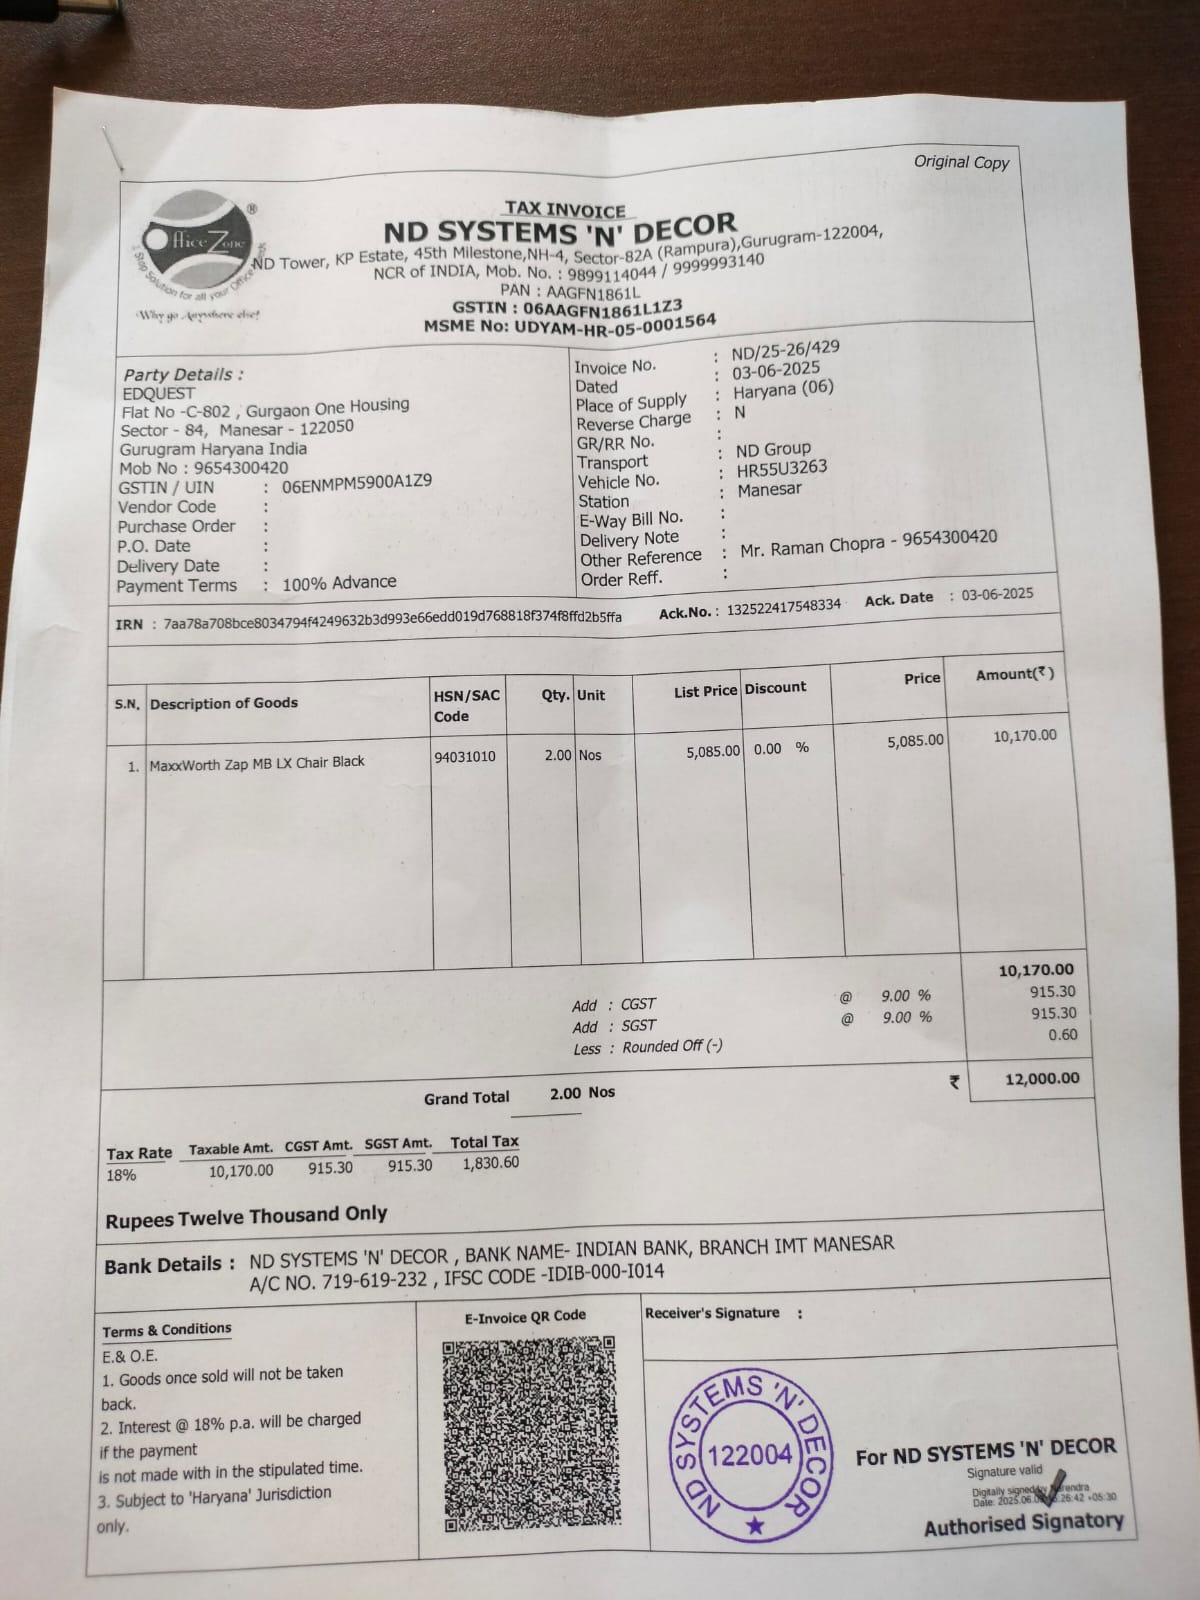 Original Copy
Office Zone ®
1 Stop Solution for all your Office
Why go Anywhere else!
TAX INVOICE
ND SYSTEMS 'N' DECOR
ND Tower, KP Estate, 45th Milestone,NH-4, Sector-82A (Rampura),Gurugram-122004,
NCR of INDIA, Mob. No. : 9899114044 / 9999993140
PAN : AAGFN1861L
GSTIN : 06AAGFN1861L1Z3
MSME No: UDYAM-HR-05-0001564
Party Details :
EDQUEST
Flat No -C-802 , Gurgaon One Housing
Sector - 84, Manesar - 122050
Gurugram Haryana India
Mob No : 9654300420
GSTIN / UIN : 06ENMPM5900A1Z9
Vendor Code :
Purchase Order :
P.O. Date :
Delivery Date :
Payment Terms : 100% Advance
Invoice No. : ND/25-26/429
Dated : 03-06-2025
Place of Supply : Haryana (06)
Reverse Charge : N
GR/RR No. :
Transport : ND Group
Vehicle No. : HR55U3263
Station : Manesar
E-Way Bill No. :
Delivery Note :
Other Reference : Mr. Raman Chopra - 9654300420
Order Reff. :
IRN : 7aa78a708bce8034794f4249632b3d993e66edd019d768818f374f8ffd2b5ffa Ack.No. : 132522417548334 Ack. Date : 03-06-2025
S.N. Description of Goods HSN/SAC Code Qty. Unit List Price Discount Price Amount(₹)
1. MaxxWorth Zap MB LX Chair Black 94031010 2.00 Nos 5,085.00 0.00 % 5,085.00 10,170.00
10,170.00
Add : CGST @ 9.00 % 915.30
Add : SGST @ 9.00 % 915.30
Less : Rounded Off (-) 0.60
Grand Total 2.00 Nos ₹ 12,000.00
Tax Rate Taxable Amt. CGST Amt. SGST Amt. Total Tax
18% 10,170.00 915.30 915.30 1,830.60
Rupees Twelve Thousand Only
Bank Details : ND SYSTEMS 'N' DECOR , BANK NAME- INDIAN BANK, BRANCH IMT MANESAR
A/C NO. 719-619-232 , IFSC CODE -IDIB-000-I014
Terms & Conditions
E.& O.E.
1. Goods once sold will not be taken
back.
2. Interest @ 18% p.a. will be charged
if the payment
is not made with in the stipulated time.
3. Subject to 'Haryana' Jurisdiction
only.
E-Invoice QR Code
Receiver's Signature :
ND SYSTEMS 'N' DECOR
122004
For ND SYSTEMS 'N' DECOR
Signature valid
Digitally signed by
Date: 2025.06. :26:42 +05:30
Authorised Signatory